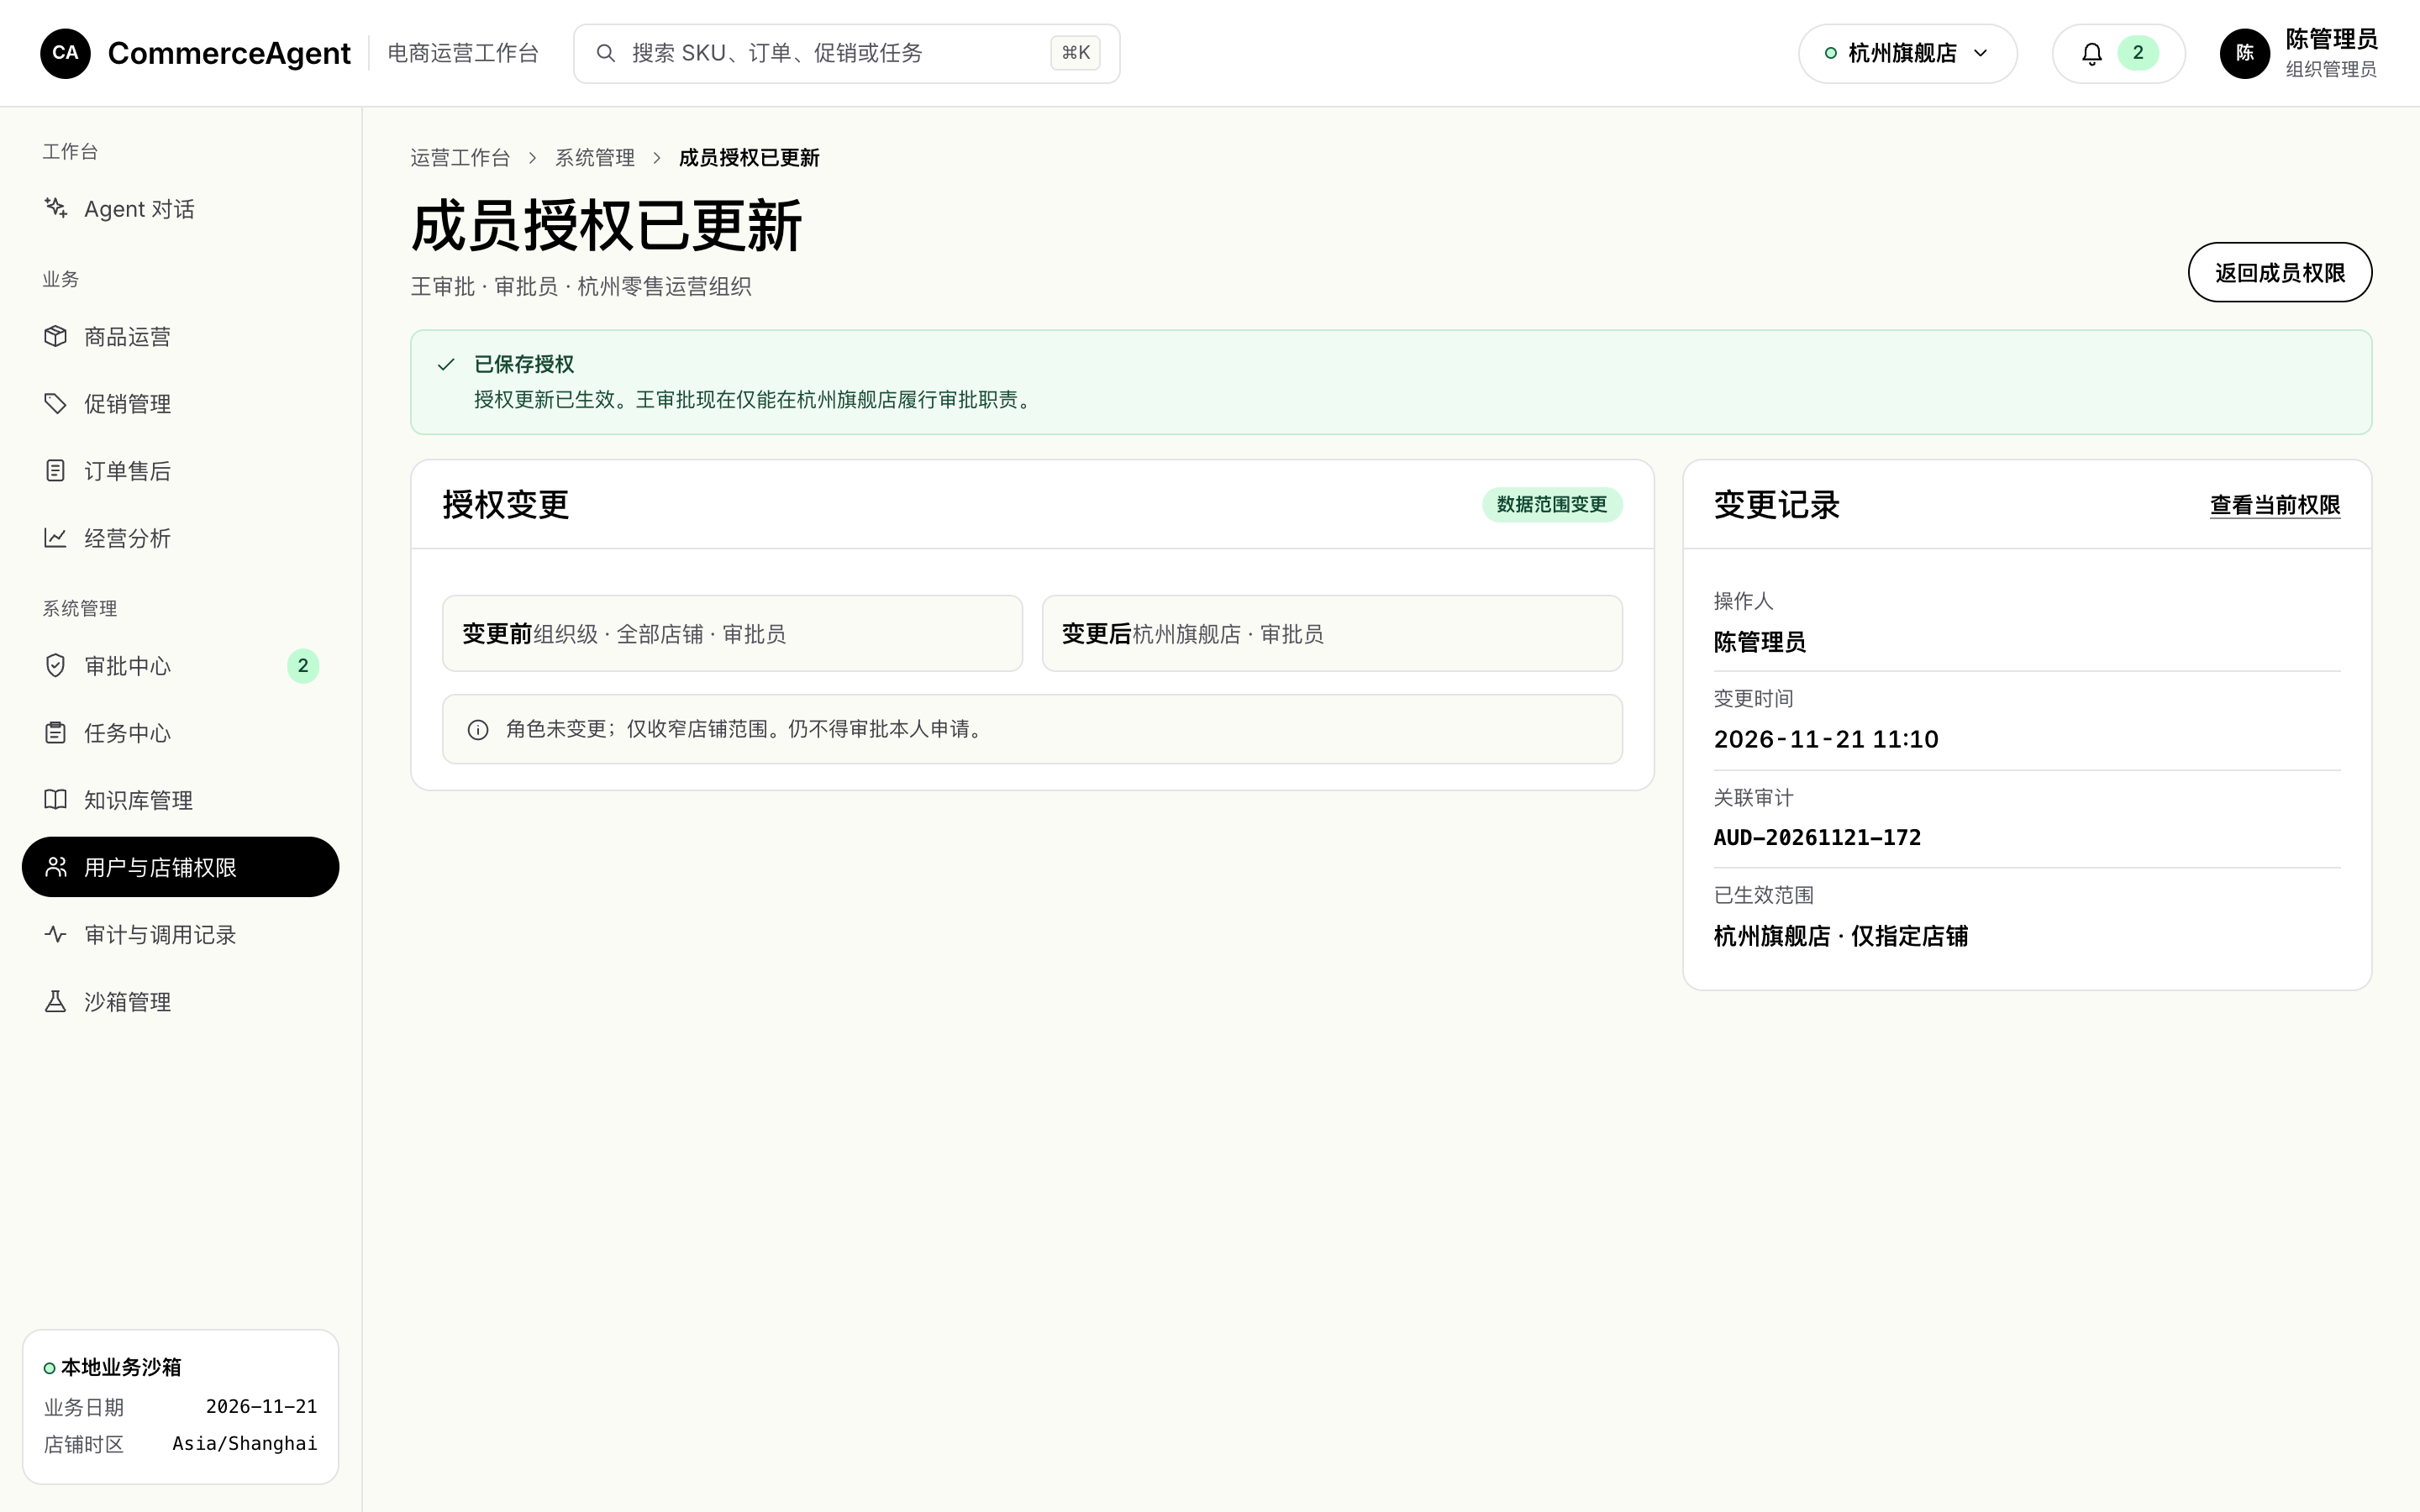 CA
CommerceAgent
电商运营工作台
搜索 SKU、订单、促销或任务
⌘K
杭州旗舰店
2
陈
陈管理员
组织管理员
工作台
Agent 对话
业务
商品运营
促销管理
订单售后
经营分析
系统管理
审批中心 2
任务中心
知识库管理
用户与店铺权限
审计与调用记录
沙箱管理
本地业务沙箱
业务日期 2026-11-21
店铺时区 Asia/Shanghai
运营工作台 > 系统管理 > 成员授权已更新
成员授权已更新
王审批 · 审批员 · 杭州零售运营组织
返回成员权限
已保存授权
授权更新已生效。王审批现在仅能在杭州旗舰店履行审批职责。
授权变更
数据范围变更
变更前组织级 · 全部店铺 · 审批员
变更后杭州旗舰店 · 审批员
角色未变更；仅收窄店铺范围。仍不得审批本人申请。
变更记录
查看当前权限
操作人
陈管理员
变更时间
2026-11-21 11:10
关联审计
AUD-20261121-172
已生效范围
杭州旗舰店 · 仅指定店铺